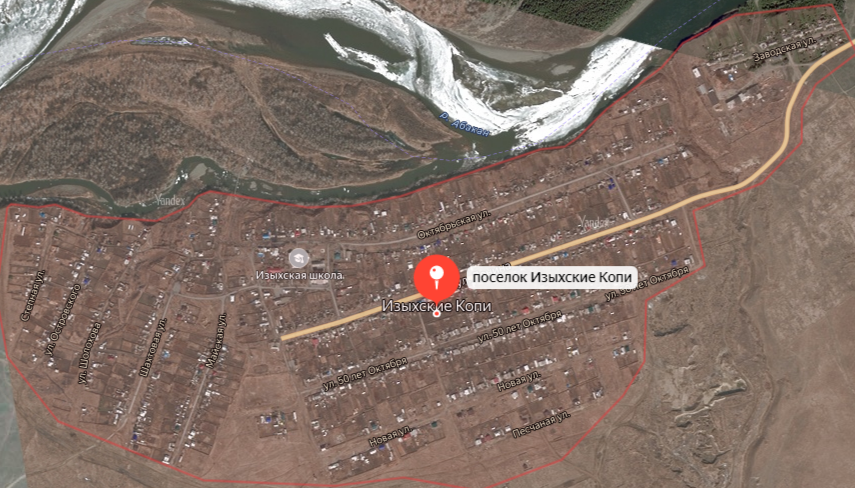 Заводская ул.
р. Абакан
Yandex
Yandex
Октябрьская ул.
Изыхская школа
поселок Изыхские Копи
Изыхские Копи
ул. 50 лет Октября
ул. 50 лет Октября
ул. 50 лет Октября
Степная ул.
ул. Островского
ул. Шолохова
Шахтовая ул.
Майская ул.
Новая ул.
Новая ул.
Песчаная ул.